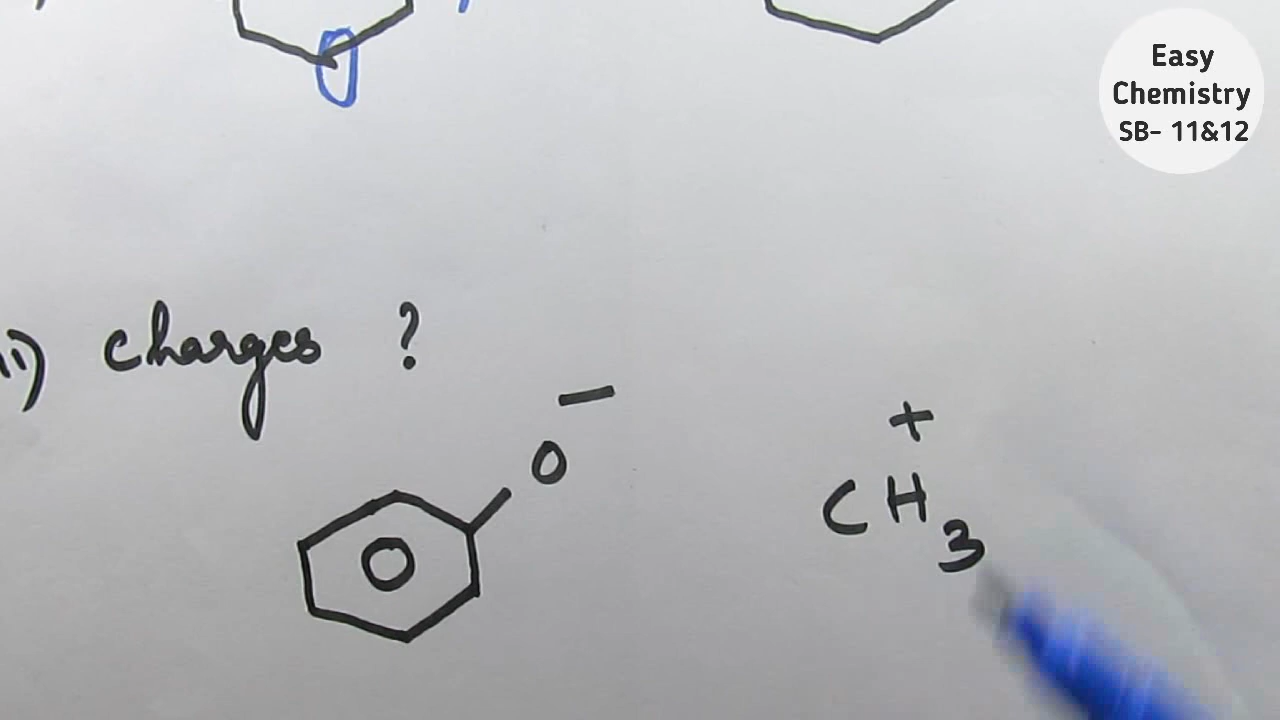 Easy
Chemistry
SB- 11&12
ii) charges ?
−
O
+
CH3